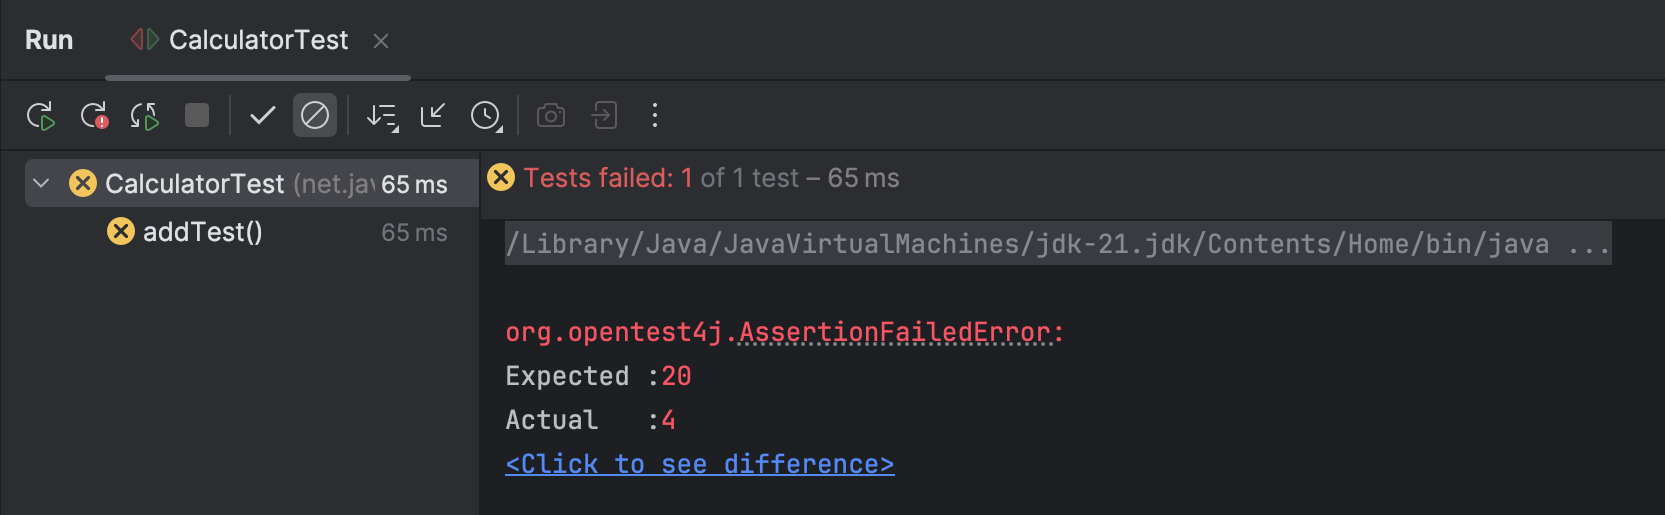 Run CalculatorTest
CalculatorTest (net.jav 65 ms
addTest() 65 ms
Tests failed: 1 of 1 test – 65 ms
/Library/Java/JavaVirtualMachines/jdk-21.jdk/Contents/Home/bin/java ...
org.opentest4j.AssertionFailedError:
Expected :20
Actual   :4
<Click to see difference>